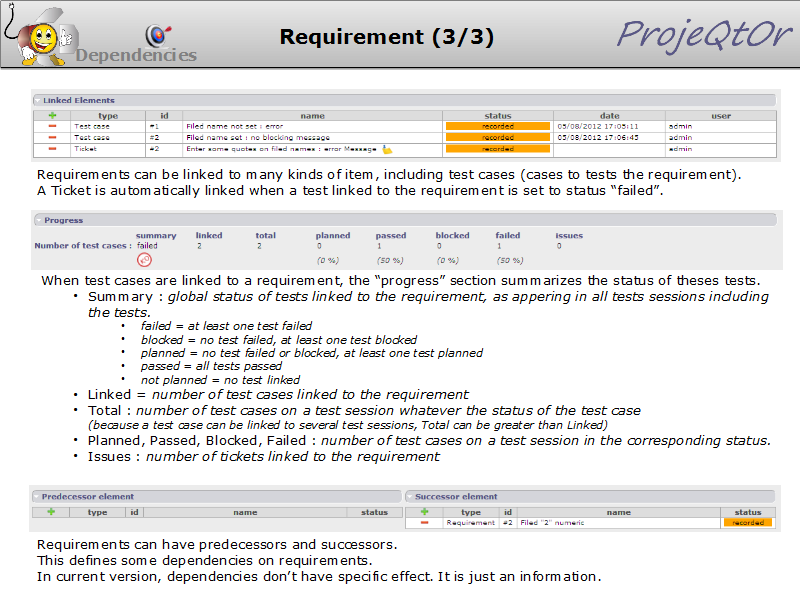 Dependencies
Requirement (3/3)
ProjeQtOr
Linked Elements
type id name status date user
Test case #1 Filed name not set : error recorded 05/08/2012 17:05:11 admin
Test case #2 Filed name set : no blocking message recorded 05/08/2012 17:06:45 admin
Ticket #2 Enter some quotes on filed names : error Message recorded admin
Requirements can be linked to many kinds of item, including test cases (cases to tests the requirement).
A Ticket is automatically linked when a test linked to the requirement is set to status “failed”.
Progress
summary linked total planned passed blocked failed issues
Number of test cases : failed 2 2 0 1 0 1 0
(0 %) (50 %) (0 %) (50 %)
When test cases are linked to a requirement, the “progress” section summarizes the status of theses tests.
• Summary : global status of tests linked to the requirement, as appering in all tests sessions including
the tests.
• failed = at least one test failed
• blocked = no test failed, at least one test blocked
• planned = no test failed or blocked, at least one test planned
• passed = all tests passed
• not planned = no test linked
• Linked = number of test cases linked to the requirement
• Total : number of test cases on a test session whatever the status of the test case
(because a test case can be linked to several test sessions, Total can be greater than Linked)
• Planned, Passed, Blocked, Failed : number of test cases on a test session in the corresponding status.
• Issues : number of tickets linked to the requirement
Predecessor element Successor element
type id name status type id name status
Requirement #2 Filed "2" numeric recorded
Requirements can have predecessors and successors.
This defines some dependencies on requirements.
In current version, dependencies don’t have specific effect. It is just an information.